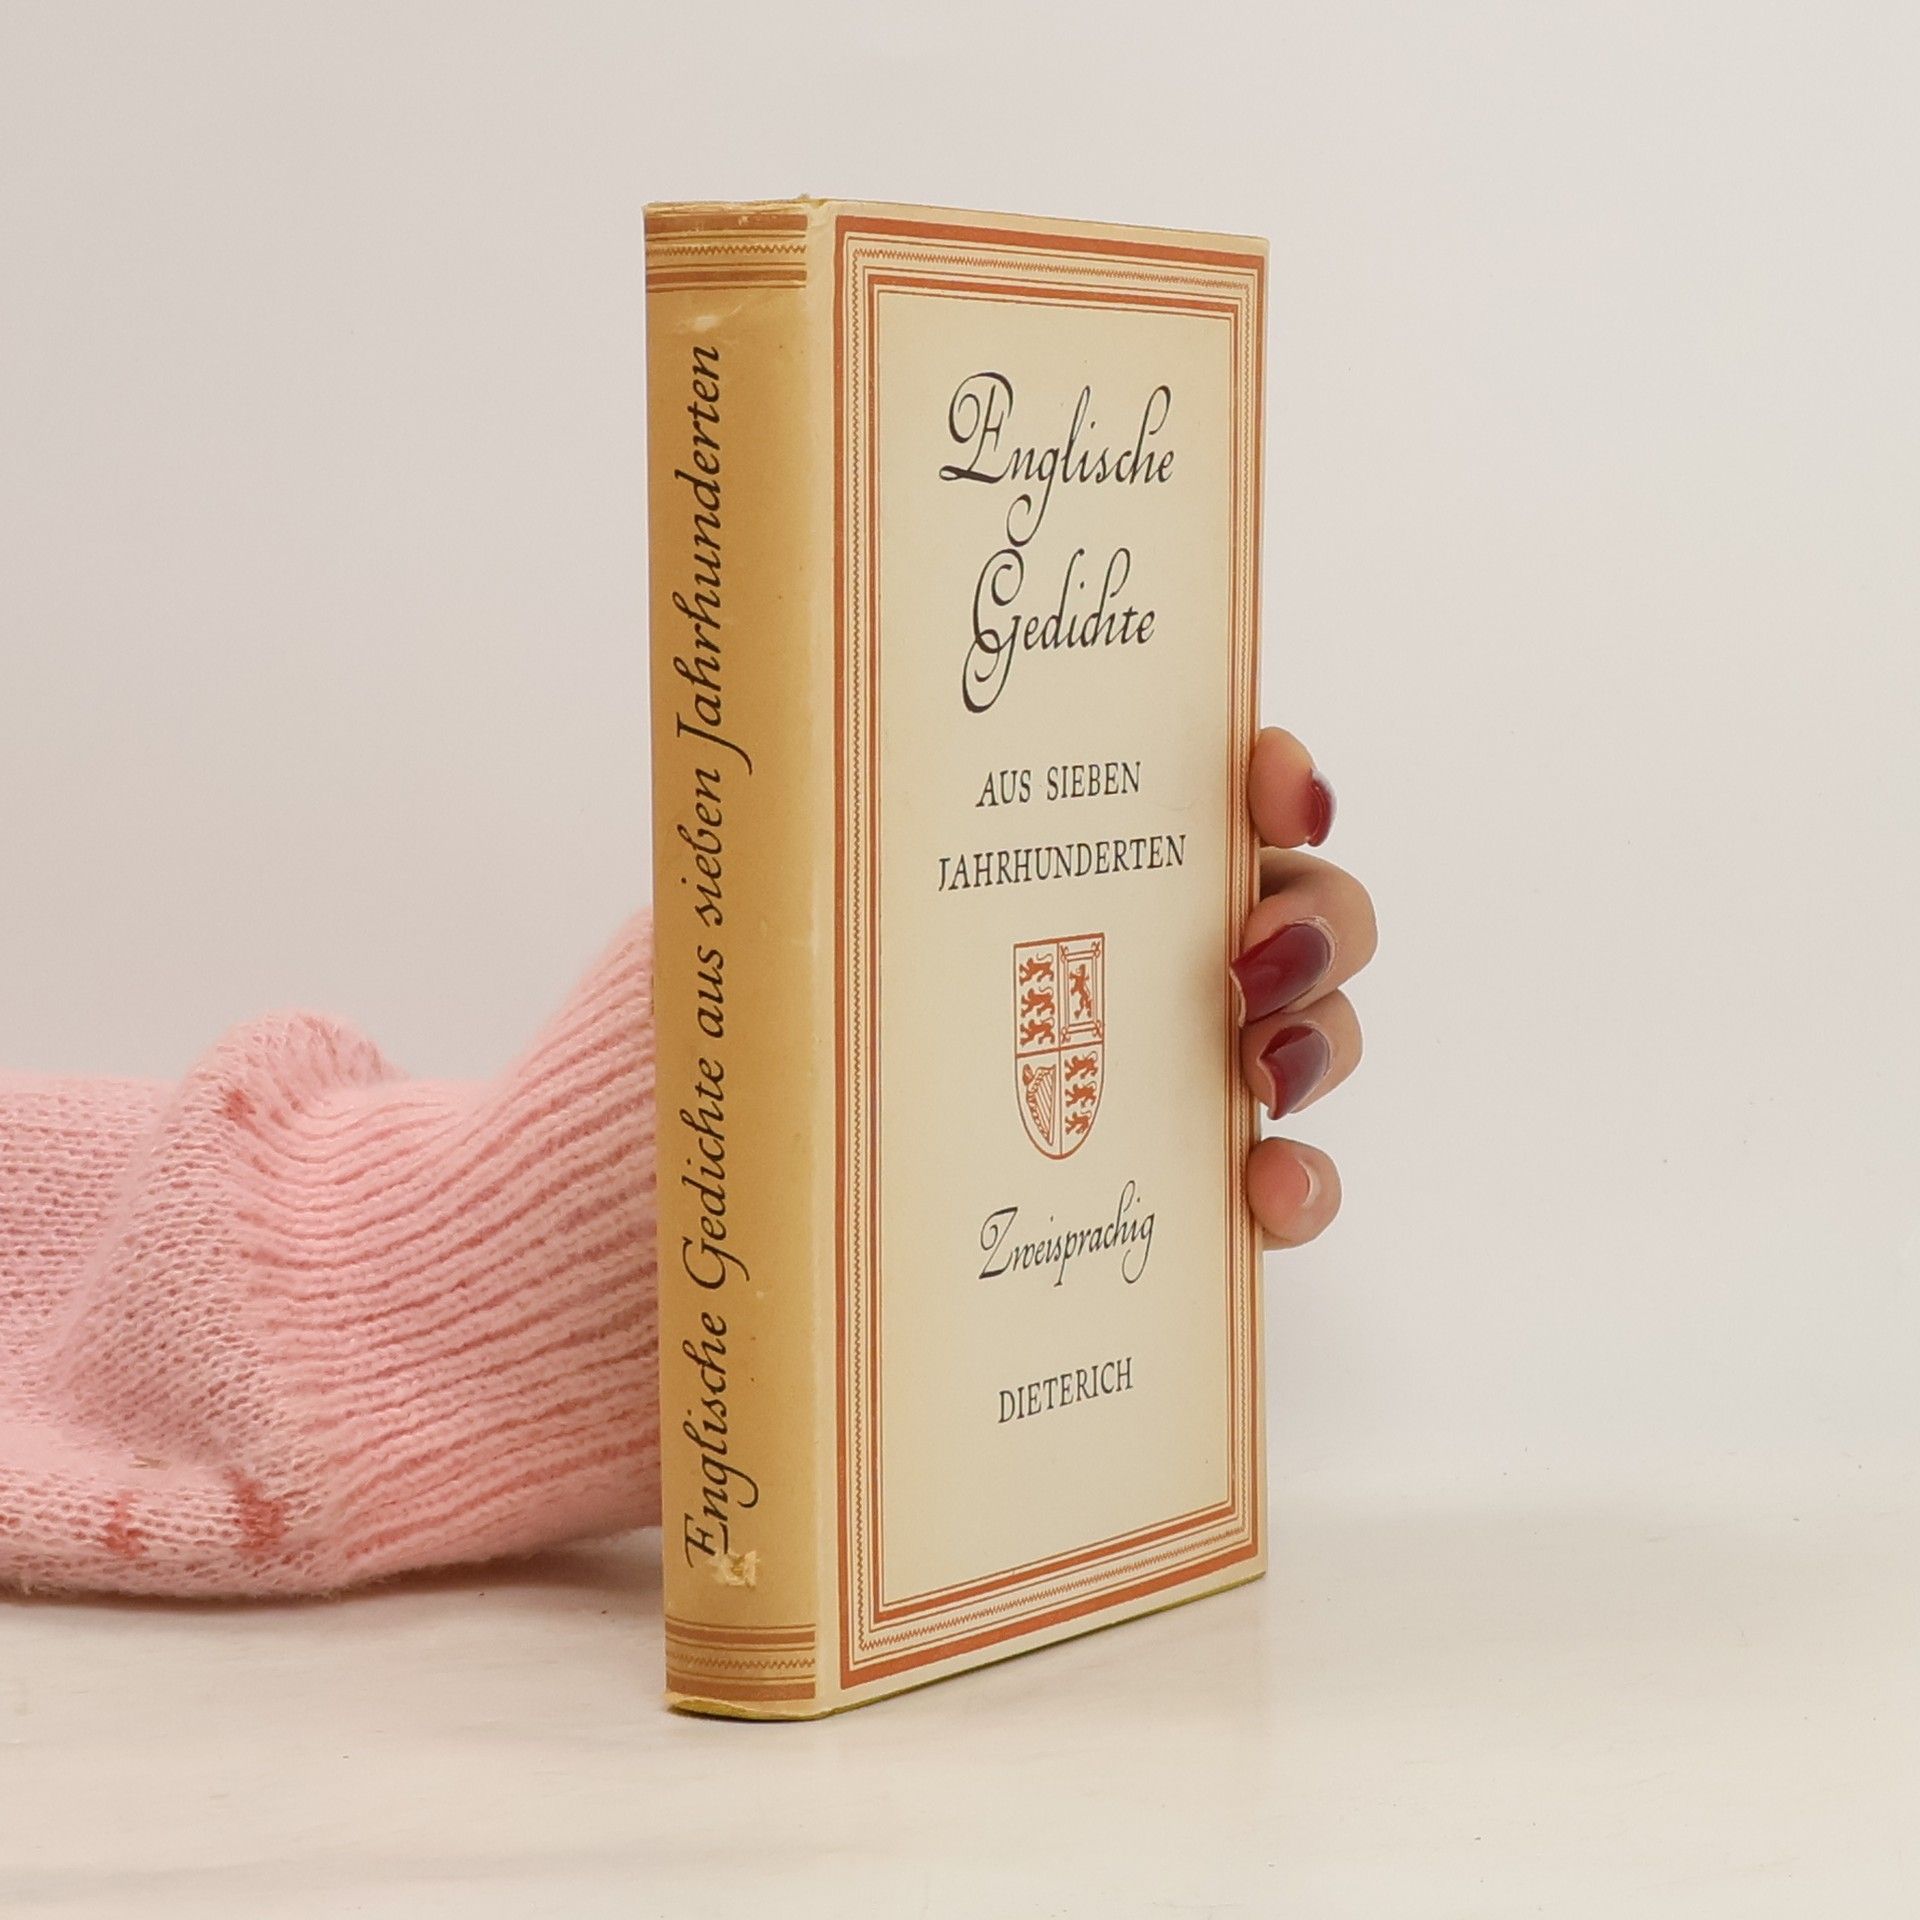 Englische Gedichte aus sieben Jahrhunderten
Englische
Gedichte
AUS SIEBEN
JAHRHUNDERTEN
Zweisprachig
DIETERICH